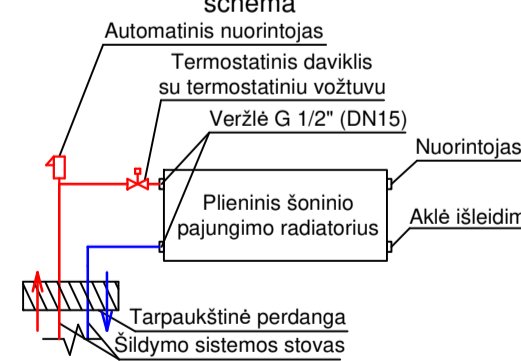 schema
Automatinis nuorintojas
Termostatinis daviklis
su termostatiniu vožtuvu
Veržlė G 1/2" (DN15)
Nuorintojas
Plieninis šoninio
pajungimo radiatorius
Aklė išleidim
Tarpaukštinė perdanga
Šildymo sistemos stovas